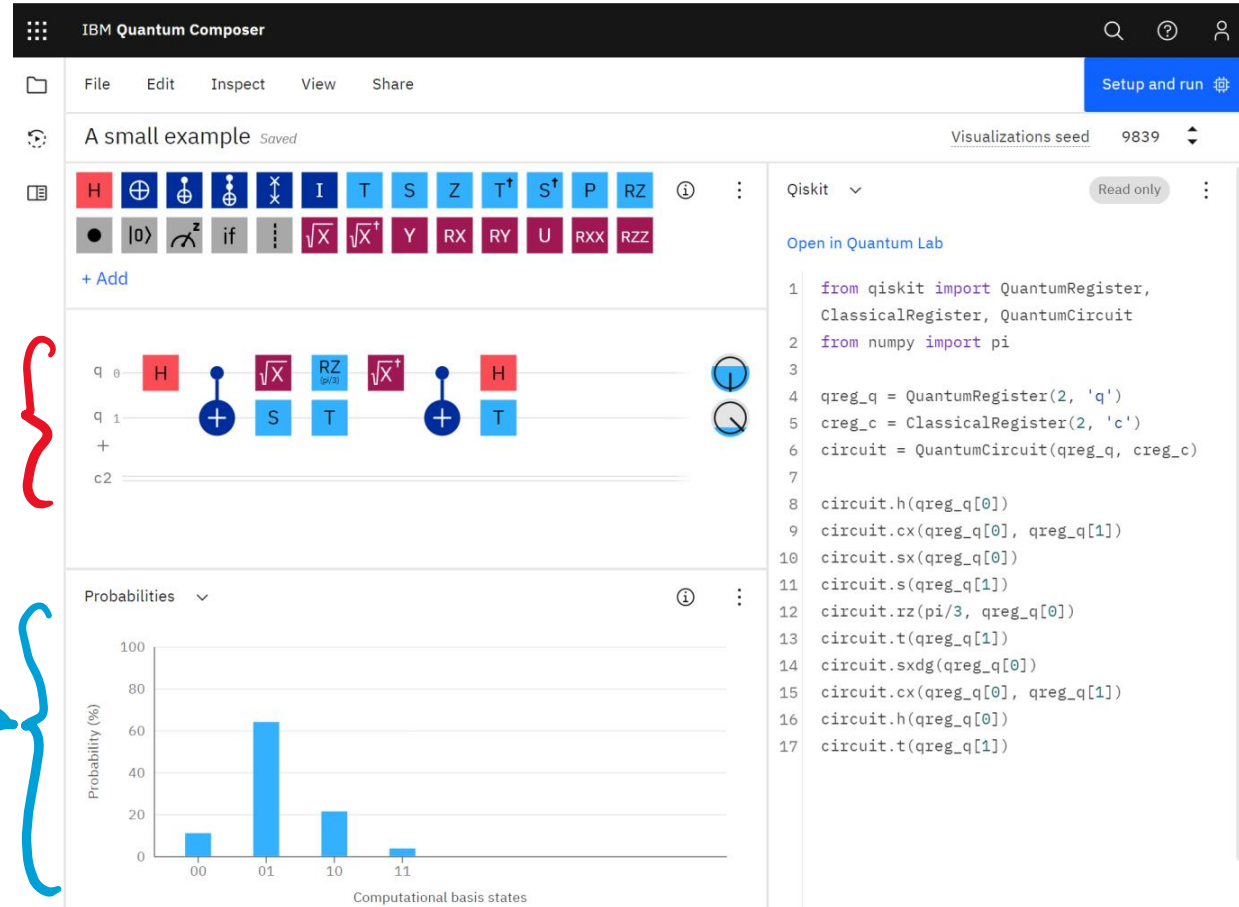 IBM Quantum Composer
File Edit Inspect View Share
Setup and run
A small example Saved
Visualizations seed 9839
H I T S Z T† S† P RZ
|0⟩ z if √X √X† Y RX RY U RXX RZZ
+ Add
q 0 H √X RZ (pi/3) √X† H
q 1 S T T
+
c2
Probabilities
Probability (%)
100
80
60
40
20
0
00 01 10 11
Computational basis states
Qiskit
Read only
Open in Quantum Lab
1 from qiskit import QuantumRegister,
ClassicalRegister, QuantumCircuit
2 from numpy import pi
3
4 qreg_q = QuantumRegister(2, 'q')
5 creg_c = ClassicalRegister(2, 'c')
6 circuit = QuantumCircuit(qreg_q, creg_c)
7
8 circuit.h(qreg_q[0])
9 circuit.cx(qreg_q[0], qreg_q[1])
10 circuit.sx(qreg_q[0])
11 circuit.s(qreg_q[1])
12 circuit.rz(pi/3, qreg_q[0])
13 circuit.t(qreg_q[1])
14 circuit.sxdg(qreg_q[0])
15 circuit.cx(qreg_q[0], qreg_q[1])
16 circuit.h(qreg_q[0])
17 circuit.t(qreg_q[1])